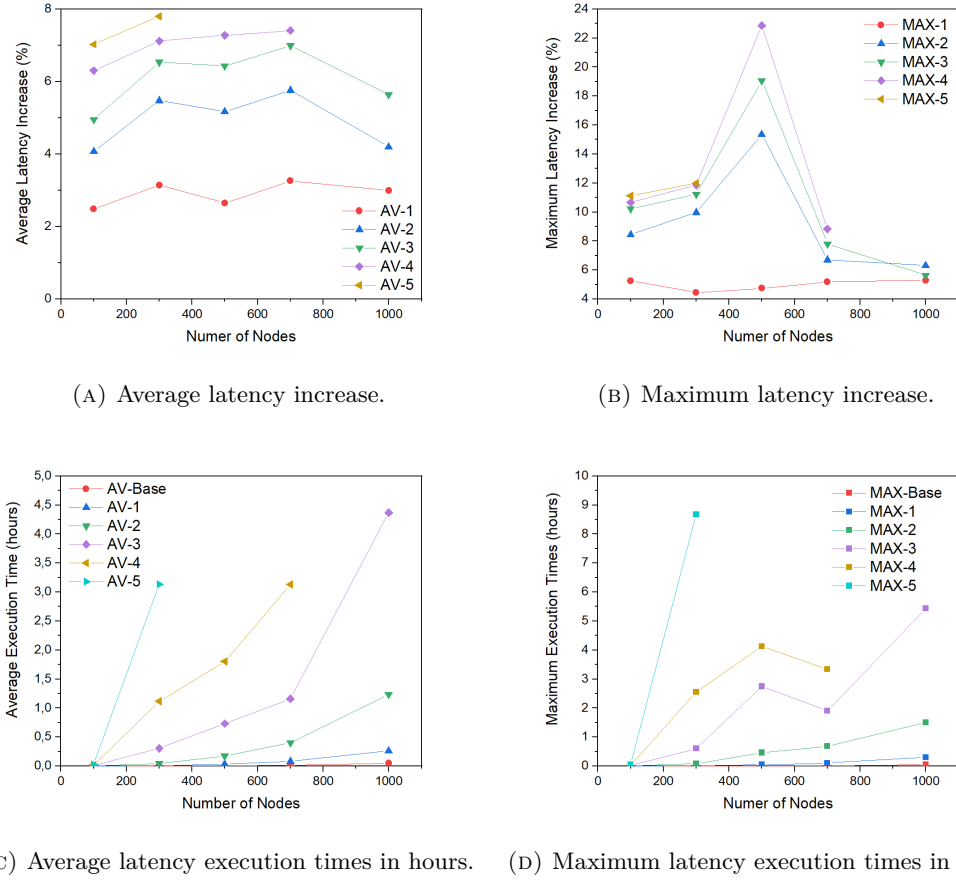 8
6
4
2
0
0 200 400 600 800 1000
Average Latency Increase (%)
Numer of Nodes
AV-1
AV-2
AV-3
AV-4
AV-5
(A) Average latency increase.
24
22
20
18
16
14
12
10
8
6
4
0 200 400 600 800 1000
Maximum Latency Increase (%)
Numer of Nodes
MAX-1
MAX-2
MAX-3
MAX-4
MAX-5
(B) Maximum latency increase.
5,0
4,5
4,0
3,5
3,0
2,5
2,0
1,5
1,0
0,5
0,0
0 200 400 600 800 1000
Average Execution Time (hours)
Number of Nodes
AV-Base
AV-1
AV-2
AV-3
AV-4
AV-5
C) Average latency execution times in hours.
10
9
8
7
6
5
4
3
2
1
0
0 200 400 600 800 1000
Maximum Execution Times (hours)
Numer of Nodes
MAX-Base
MAX-1
MAX-2
MAX-3
MAX-4
MAX-5
(D) Maximum latency execution times in